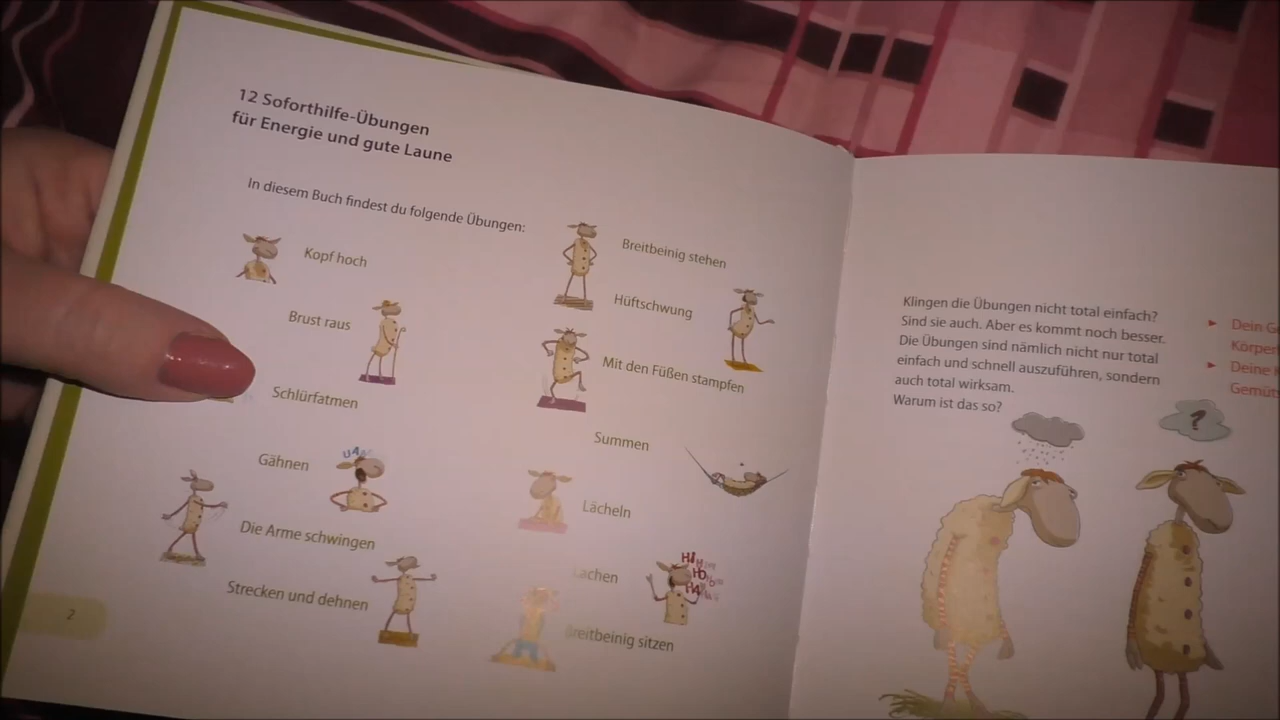 12 Soforthilfe-Übungen
für Energie und gute Laune
In diesem Buch findest du folgende Übungen:
Kopf hoch
Brust raus
Schlürfatmen
Gähnen
Die Arme schwingen
Strecken und dehnen
Breitbeinig stehen
Hüftschwung
Mit den Füßen stampfen
Summen
Lächeln
Lachen
Breitbeinig sitzen
2
Klingen die Übungen nicht total einfach?
Sind sie auch. Aber es kommt noch besser.
Die Übungen sind nämlich nicht nur total
einfach und schnell auszuführen, sondern
auch total wirksam.
Warum ist das so?
Dein
Körper
Deine
?